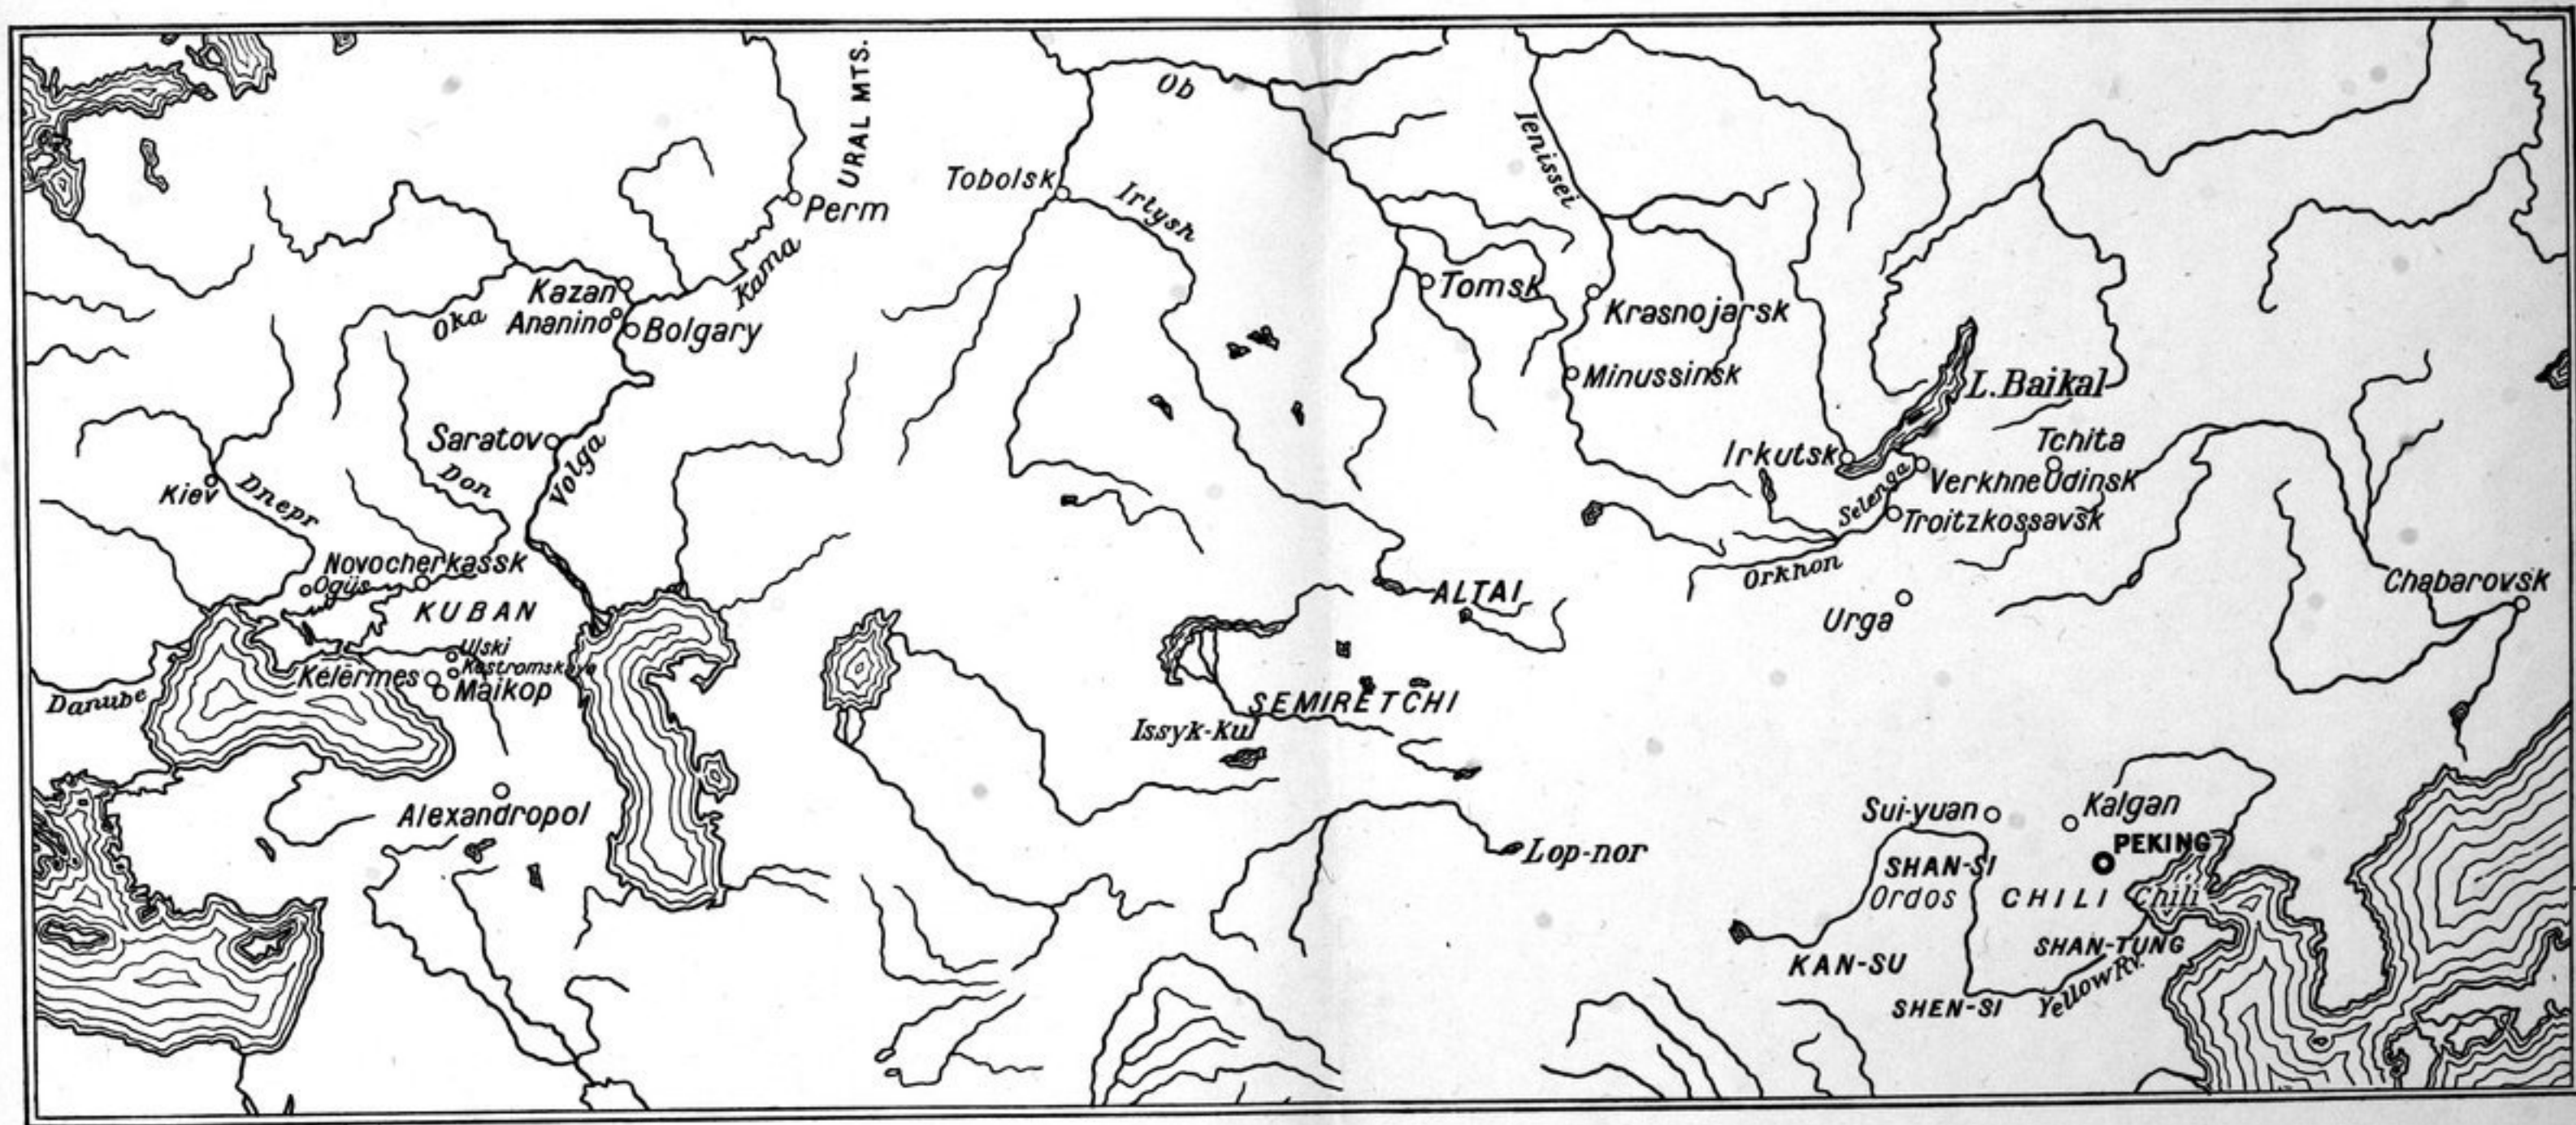 URAL MTS.
Ob
Ienissei
Tobolsk
Irtysh
Perm
Kama
Kazan
Ananino
Bolgary
Oka
Tomsk
Krasnojarsk
Minussinsk
L. Baikal
Saratov
Volga
Don
Kiev
Dnepr
Irkutsk
Tchita
Selenga
Verkhne Udinsk
Troitzkossavsk
Orkhon
Urga
Chabarovsk
Novocherkassk
Ogüs
KUBAN
Ulski
Kostromskaya
Kelermes
Maikop
Danube
ALTAI
SEMIRETCHI
Issyk-Kul
Alexandropol
Lop-nor
Sui-yuan
Kalgan
PEKING
SHAN-SI
Ordos
CHILI
Chili
SHAN-TUNG
KAN-SU
SHEN-SI
Yellow Rv.